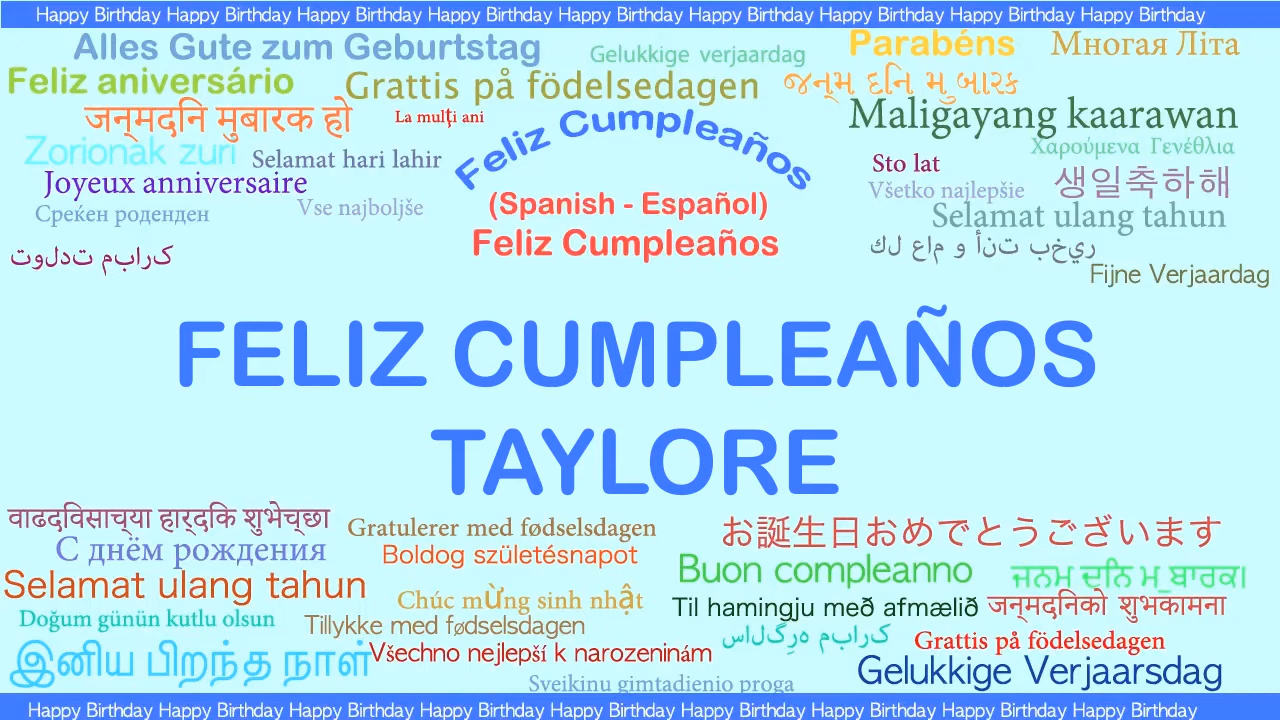 Happy Birthday Happy Birthday Happy Birthday Happy Birthday Happy Birthday Happy Birthday Happy Birthday Happy Birthday Happy Birthday
Alles Gute zum Geburtstag
Gelukkige verjaardag
Parabéns
Многая Літа
Feliz aniversário
Grattis på födelsedagen
જન્મ દિન મુબારક
जन्मदिन मुबारक हो
La mulţi ani
Feliz Cumpleaños
Maligayang kaarawan
Zorionak zuri
Selamat hari lahir
Sto lat
Χαρούμενα Γενέθλια
Joyeux anniversaire
Všetko najlepšie
생일축하해
Среќен роденден
Vse najboljše
(Spanish - Español)
Selamat ulang tahun
Feliz Cumpleaños
تولدت مبارک
كل عام و أنت بخير
Fijne Verjaardag
FELIZ CUMPLEAÑOS
TAYLORE
वाढदिवसाच्या हार्दिक शुभेच्छा
Gratulerer med fødselsdagen
お誕生日おめでとうございます
С днём рождения
Boldog születésnapot
Buon compleanno
ਜਨਮ ਦਿਨ ਮੁਬਾਰਕ।
Selamat ulang tahun
Chúc mừng sinh nhật
Til hamingju með afmælið
जन्मदिनको शुभकामना
Doğum günün kutlu olsun
Tillykke med fødselsdagen
سالگرہ مبارک
Grattis på födelsedagen
இனிய பிறந்த நாள்
Všechno nejlepší k narozeninám
Gelukkige Verjaarsdag
Sveikinu gimtadienio proga
Happy Birthday Happy Birthday Happy Birthday Happy Birthday Happy Birthday Happy Birthday Happy Birthday Happy Birthday Happy Birthday